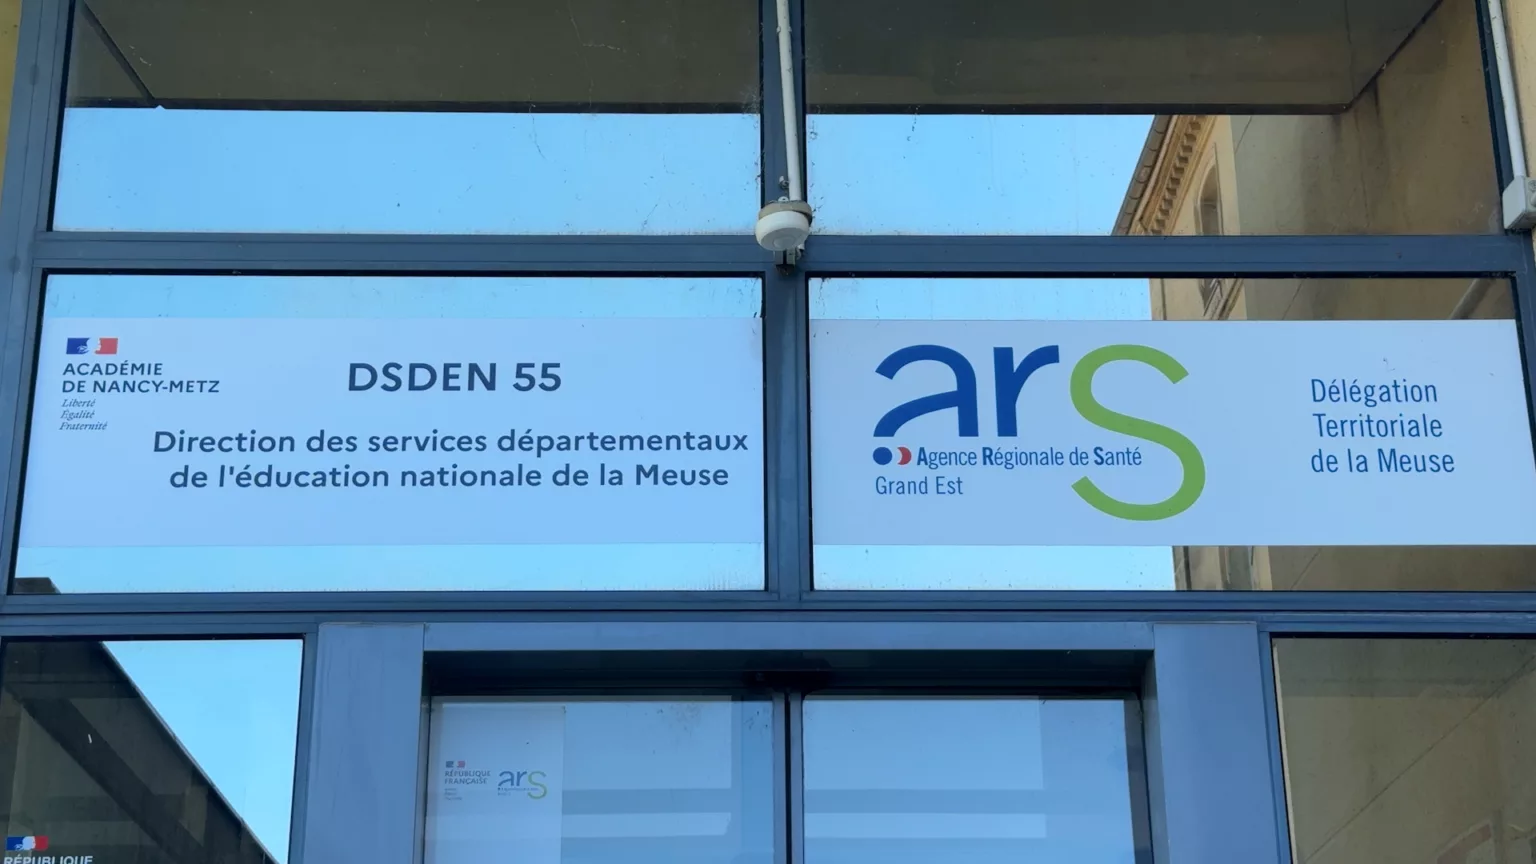 ACADÉMIE
DE NANCY-METZ
Liberté
Égalité
Fraternité
DSDEN 55
Direction des services départementaux
de l'éducation nationale de la Meuse
ars
Agence Régionale de Santé
Grand Est
Délégation
Territoriale
de la Meuse
RÉPUBLIQUE
FRANÇAISE
ars
RÉPUBLIQUE